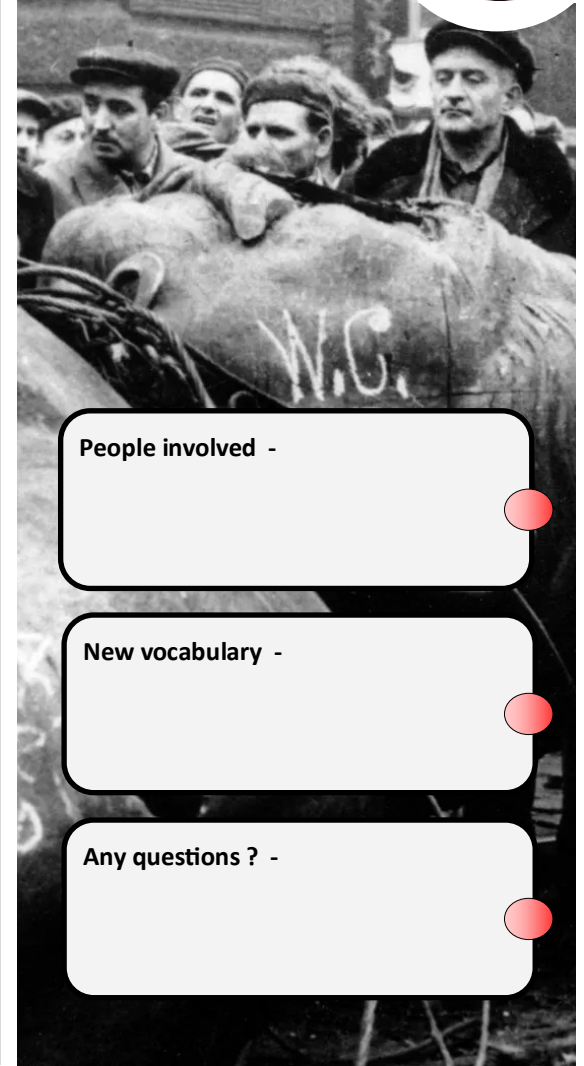 W.C.
People involved -
New vocabulary -
Any questions ? -